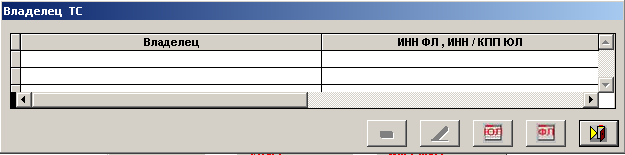 Владелец ТС
Владелец ИНН ФЛ , ИНН / КПП ЮЛ
ЮЛ ФЛ